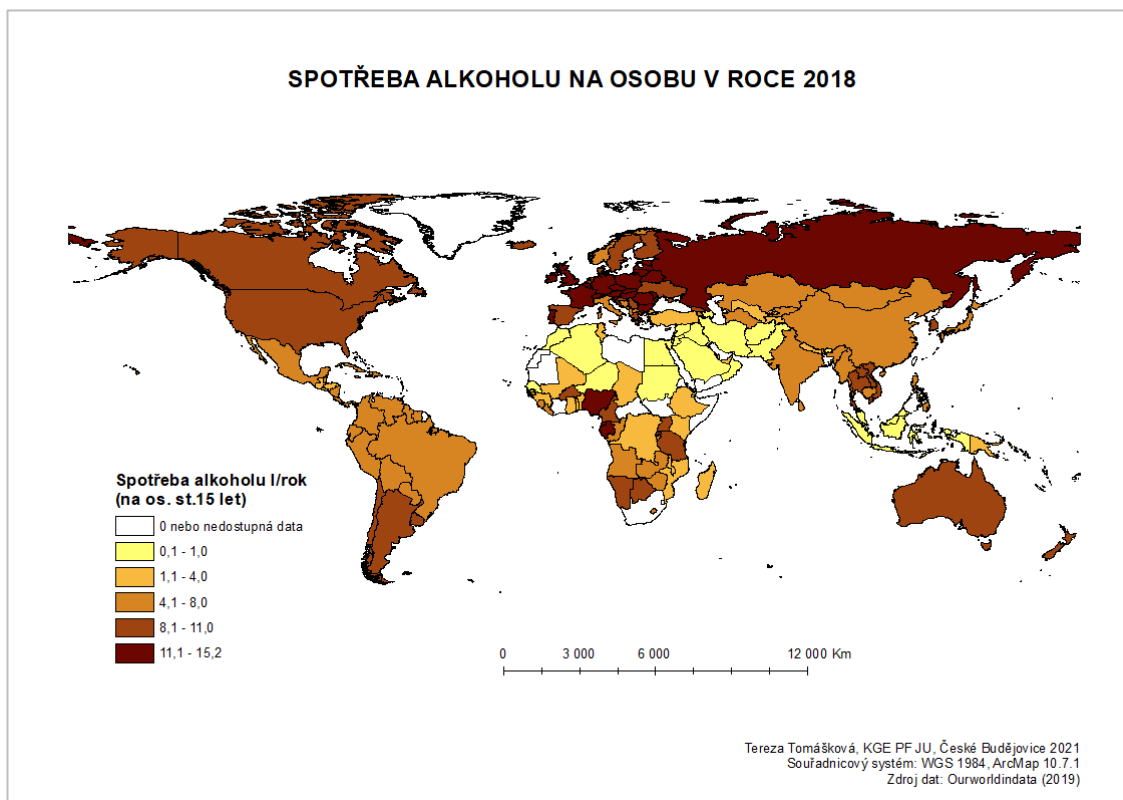 SPOTŘEBA ALKOHOLU NA OSOBU V ROCE 2018
Spotřeba alkoholu l/rok
(na os. st.15 let)
0 nebo nedostupná data
0,1 - 1,0
1,1 - 4,0
4,1 - 8,0
8,1 - 11,0
11,1 - 15,2
0 3 000 6 000 12 000 Km
Tereza Tomášková, KGE PF JU, České Budějovice 2021
Souřadnicový systém: WGS 1984, ArcMap 10.7.1
Zdroj dat: Ourworldindata (2019)